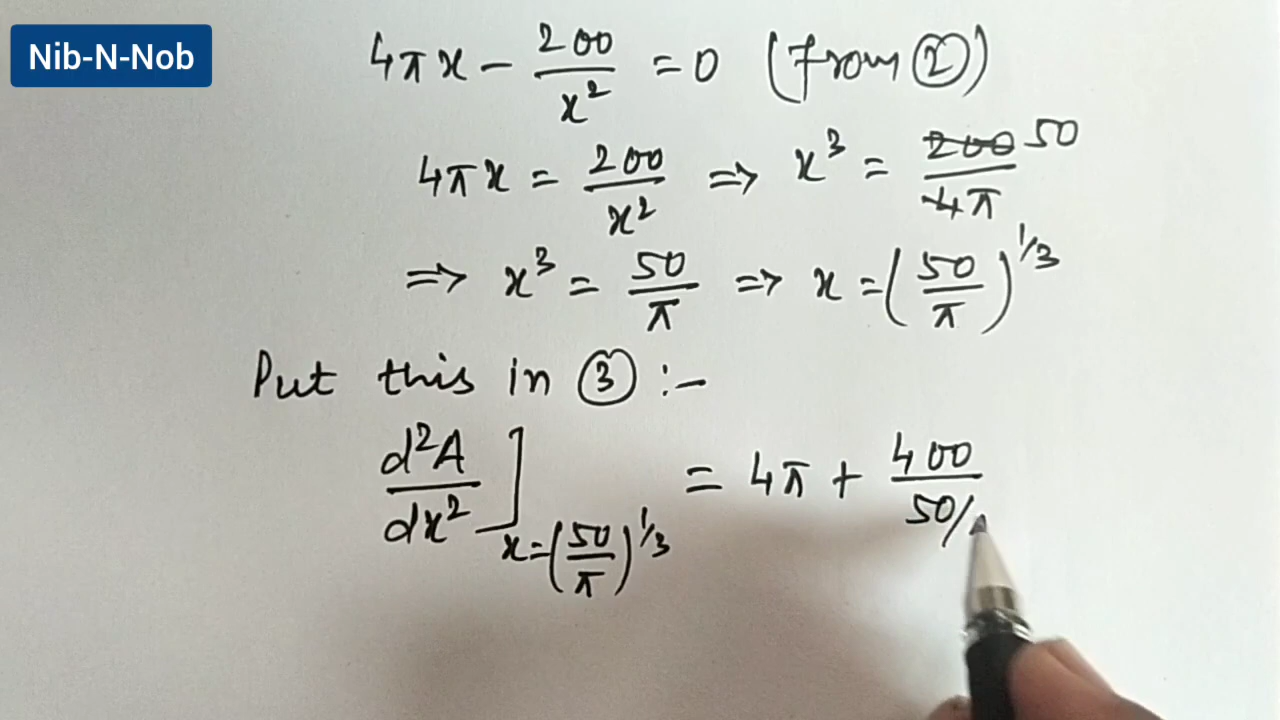 Nib-N-Nob
4πx - 200/x² = 0 (From ②)
4πx = 200/x² ⇒ x³ = 200/4π 50
⇒ x³ = 50/π ⇒ x = (50/π)^1/3
Put this in ③ :-
d²A/dx² ]x=(50/π)^1/3 = 4π + 400/50/